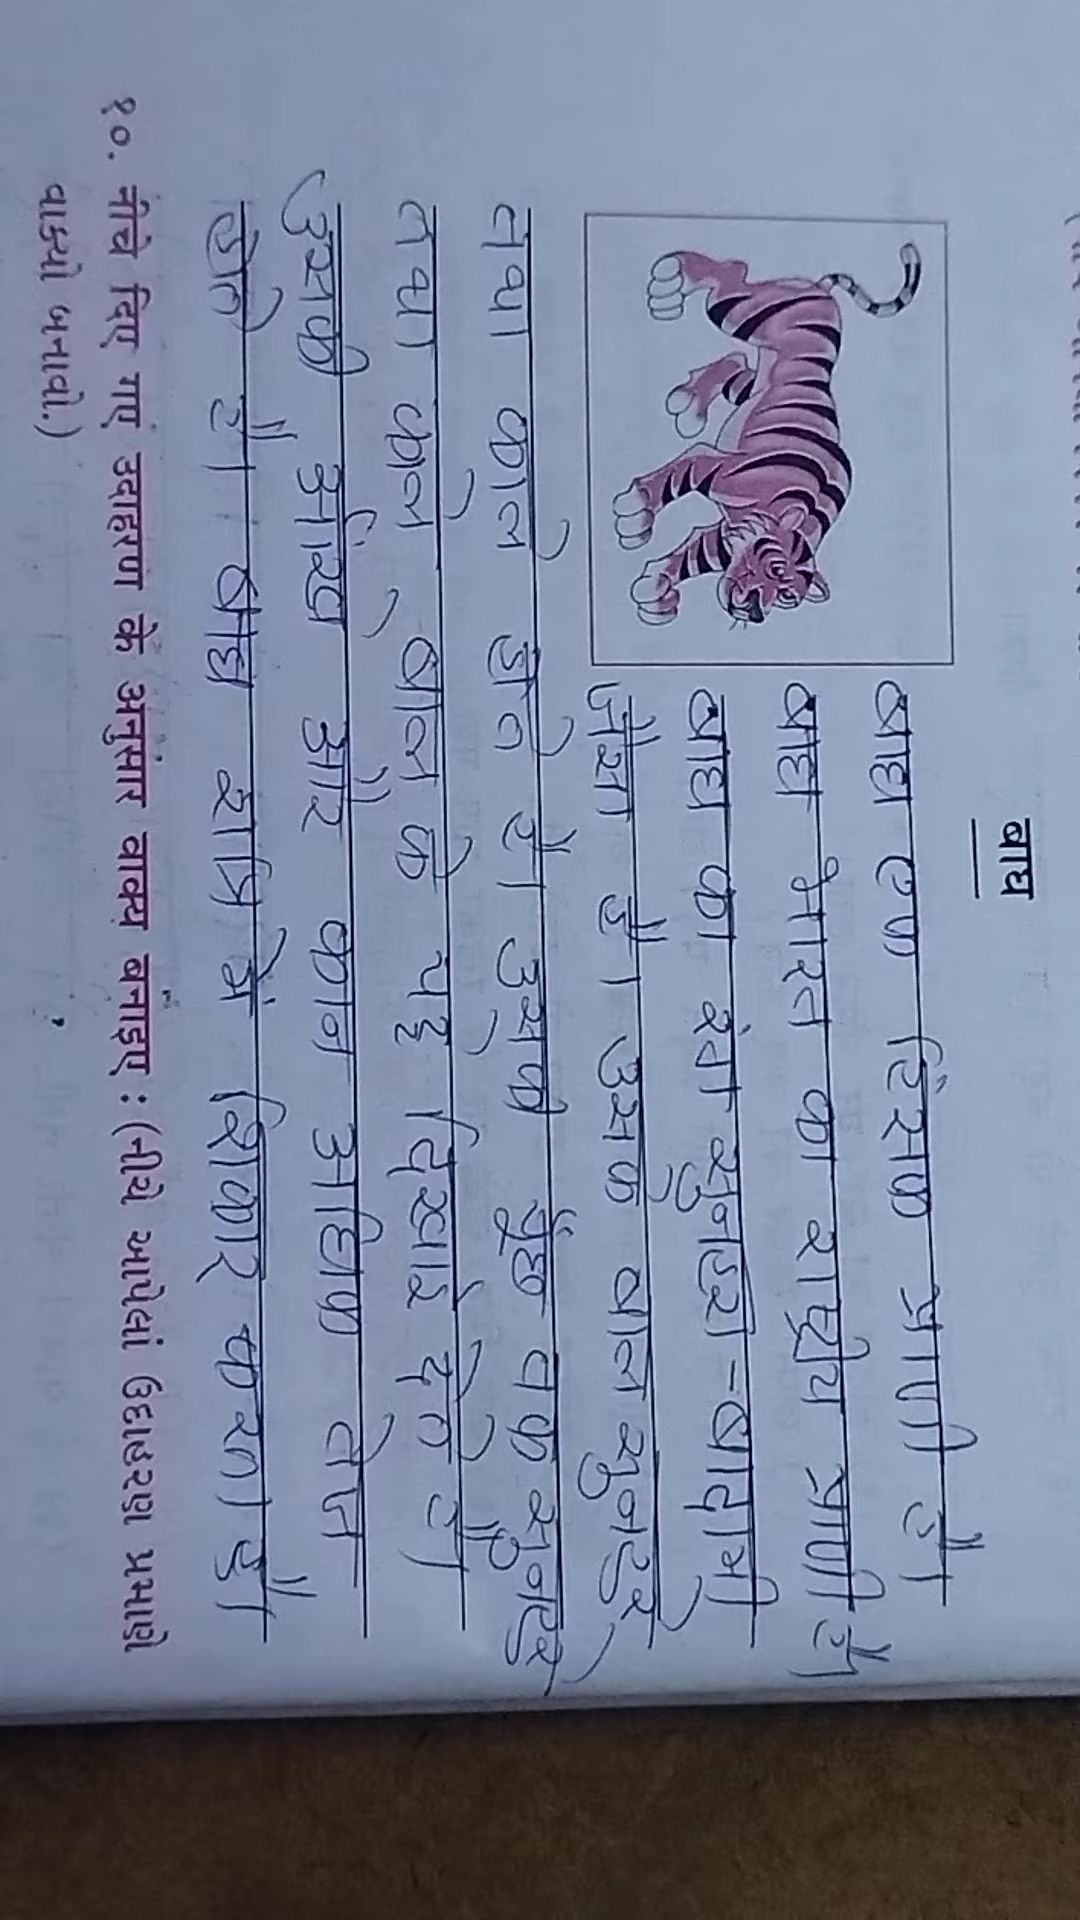 बाघ
बाघ एक हिंसक प्राणी है।
बाघ भारत का राष्ट्रीय प्राणी है।
बाघ का रंग सुनहरा-बादामी
जैसा है। उसके बाल सुनहरे
तथा काले होते है। उसकी पूँछ पर सुनहरे
तथा काले बाल के पट्टे दिखाई देते है।
उसकी आँख और कान अधिक तेज
होते है। बाघ रात्रि में शिकार करता है।
१०. नीचे दिए गए उदाहरण के अनुसार वाक्य बनाइए : (નીચે આપેલાં ઉદાહરણ પ્રમાણે
વાક્યો બનાવો.)